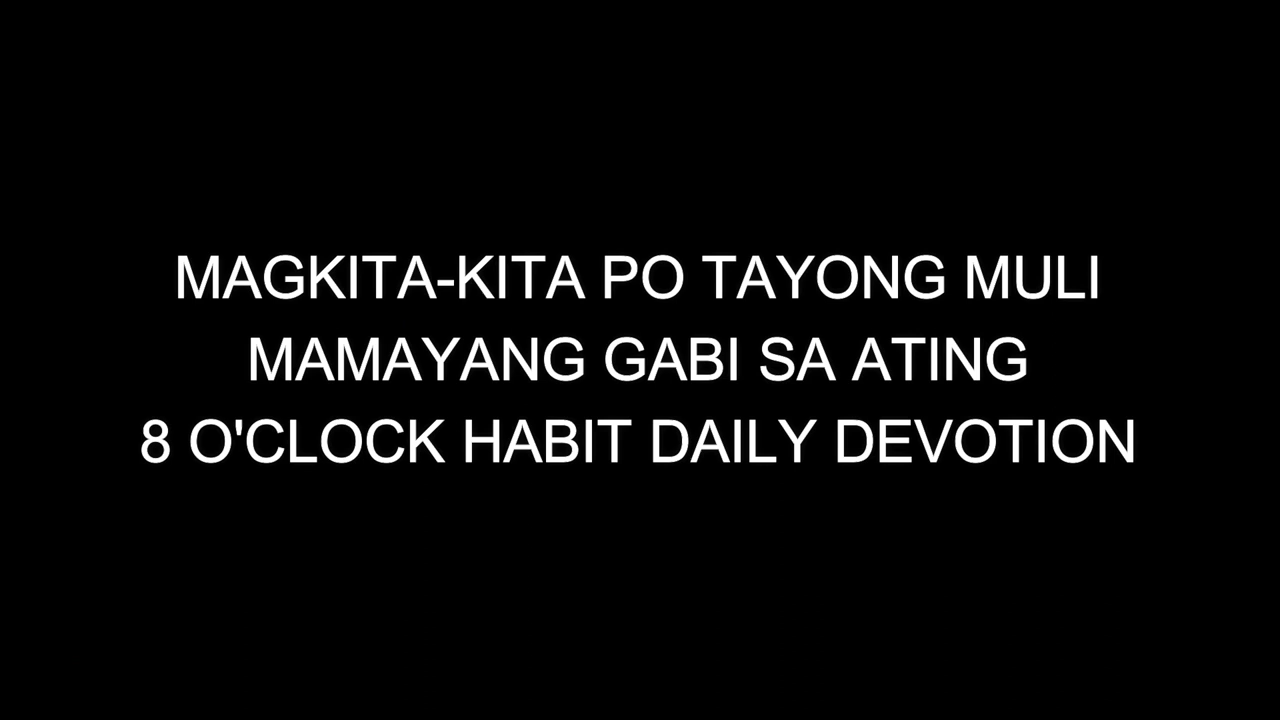 MAGKITA-KITA PO TAYONG MULI
MAMAYANG GABI SA ATING
8 O'CLOCK HABIT DAILY DEVOTION